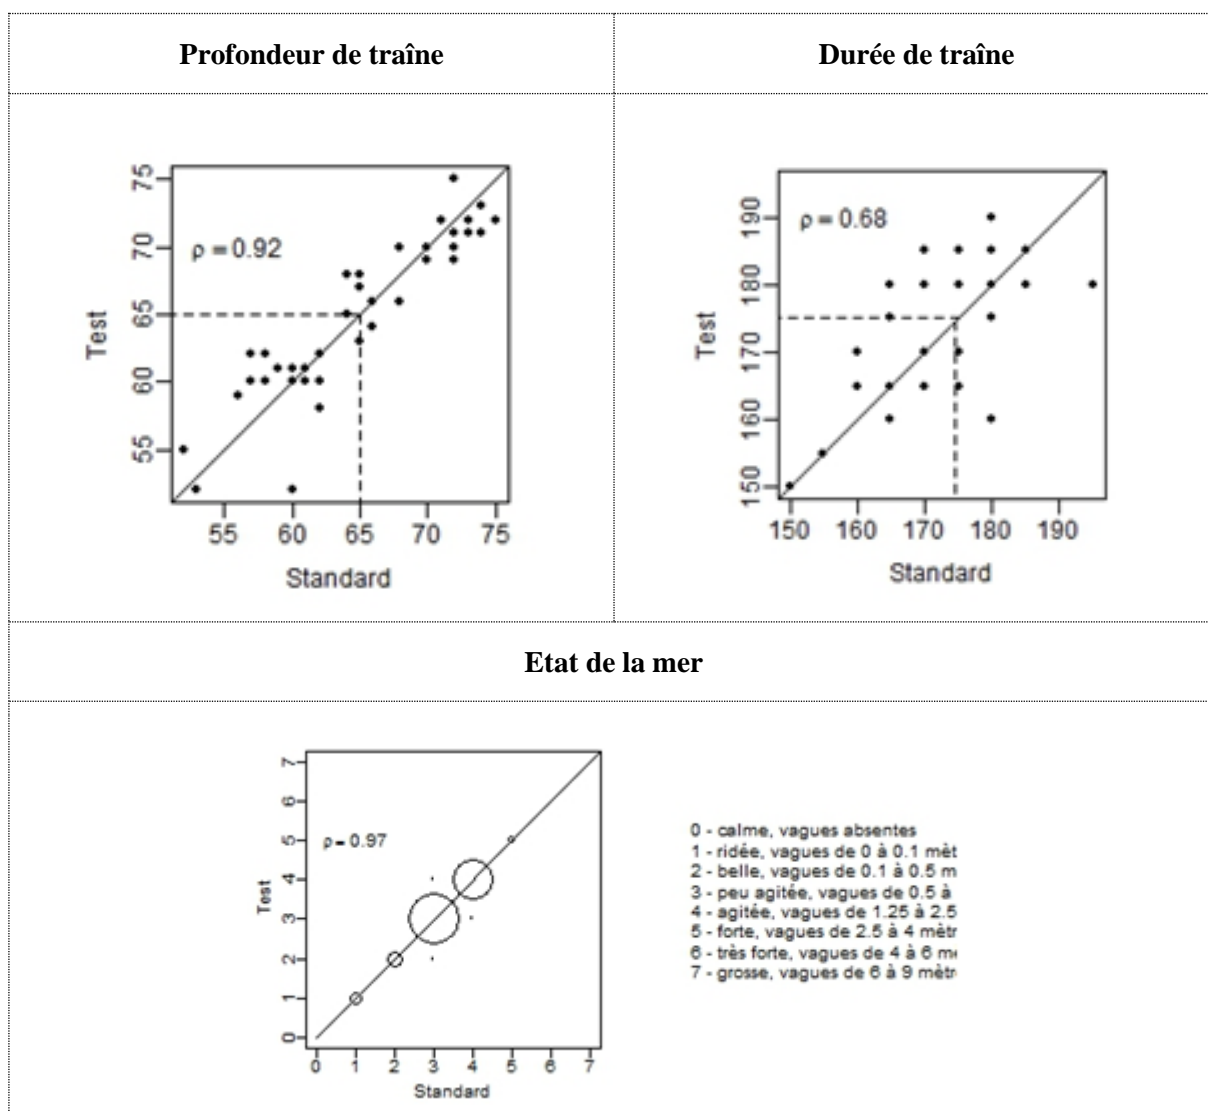 Profondeur de traîne
Durée de traîne
75
70
65
60
55
ρ = 0.92
Test
55 60 65 70 75
Standard
190
180
170
160
150
ρ = 0.68
Test
150 160 170 180 190
Standard
Etat de la mer
7
6
5
4
3
2
1
0
ρ = 0.97
Test
0 1 2 3 4 5 6 7
Standard
0 - calme, vagues absentes
1 - ridée, vagues de 0 à 0.1 mèt
2 - belle, vagues de 0.1 à 0.5 m
3 - peu agitée, vagues de 0.5 à
4 - agitée, vagues de 1.25 à 2.5
5 - forte, vagues de 2.5 à 4 mètr
6 - très forte, vagues de 4 à 6 m
7 - grosse, vagues de 6 à 9 mètr